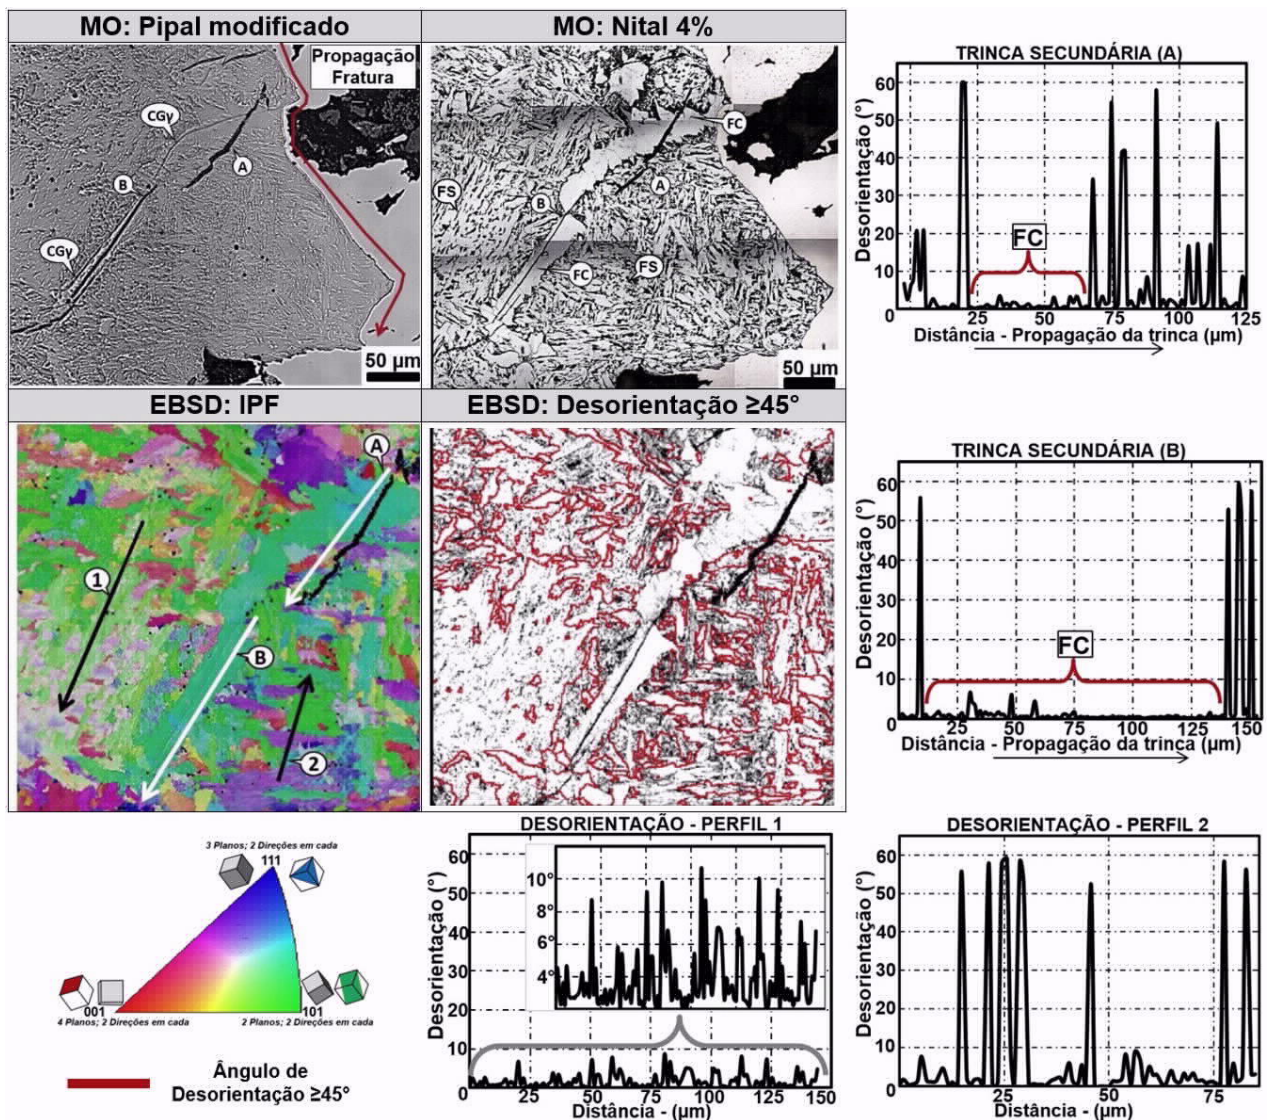 MO: Pipal modificado
Propagação
Fratura
CGγ
A
B
CGγ
50 µm
MO: Nital 4%
FC
A
FS
B
FS
FC
50 µm
TRINCA SECUNDÁRIA (A)
Desorientação (°)
60
50
40
30
20
10
0
FC
25
50
75
100
125
Distância - Propagação da trinca (µm)
EBSD: IPF
A
1
B
2
EBSD: Desorientação ≥45°
TRINCA SECUNDÁRIA (B)
Desorientação (°)
60
50
40
30
20
10
0
FC
25
50
75
100
125
150
Distância - Propagação da trinca (µm)
3 Planos; 2 Direções em cada
111
001
101
4 Planos; 2 Direções em cada
2 Planos; 2 Direções em cada
Ângulo de
Desorientação ≥45°
DESORIENTAÇÃO - PERFIL 1
Desorientação (°)
60
50
40
30
20
10
0
10°
8°
6°
4°
25
50
75
100
125
150
Distância - (µm)
DESORIENTAÇÃO - PERFIL 2
Desorientação (°)
60
50
40
30
20
10
0
25
50
75
Distância - (µm)